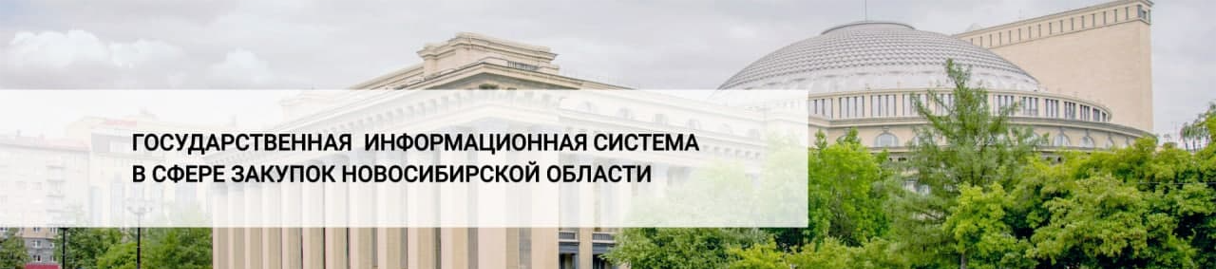 ГОСУДАРСТВЕННАЯ ИНФОРМАЦИОННАЯ СИСТЕМА
В СФЕРЕ ЗАКУПОК НОВОСИБИРСКОЙ ОБЛАСТИ